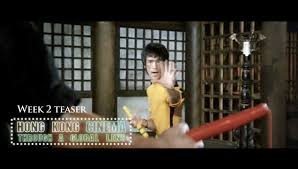 WEEK 2 TEASER
HONG KONG CINEMA
THROUGH A GLOBAL LENS